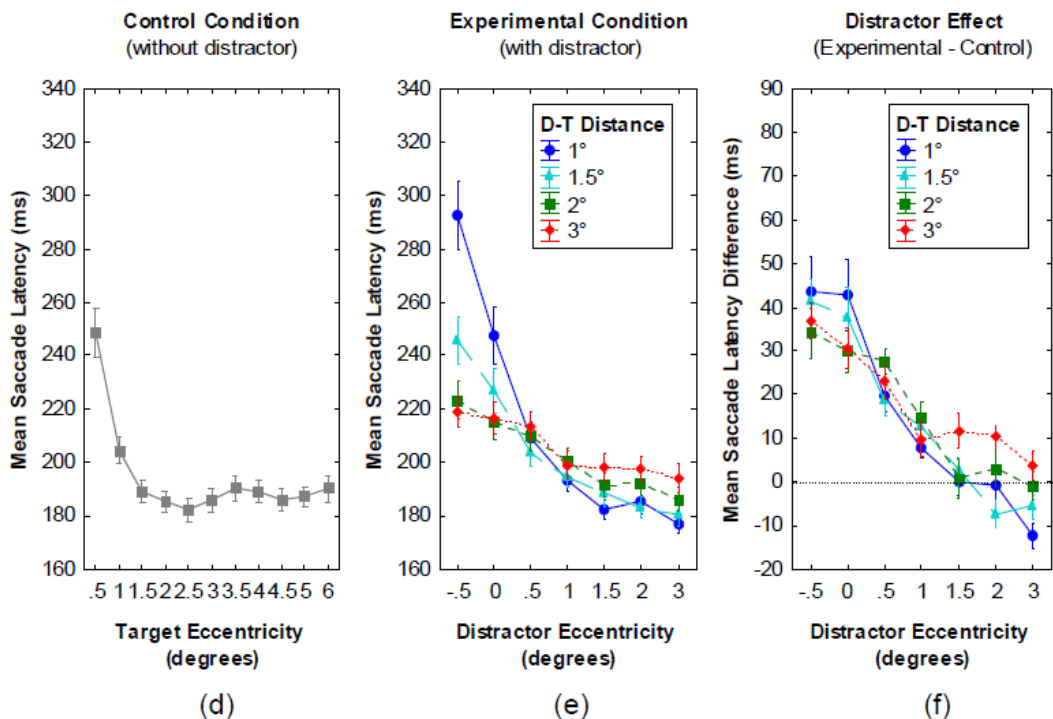 Control Condition
(without distractor)
340
320
300
280
260
240
220
200
180
160
Mean Saccade Latency (ms)
.5 1 1.5 2 2.5 3 3.5 4 4.5 5 6
Target Eccentricity
(degrees)
(d)
Experimental Condition
(with distractor)
340
320
300
280
260
240
220
200
180
160
Mean Saccade Latency (ms)
D-T Distance
1°
1.5°
2°
3°
-.5 0 .5 1 1.5 2 3
Distractor Eccentricity
(degrees)
(e)
Distractor Effect
(Experimental - Control)
90
80
70
60
50
40
30
20
10
0
-10
-20
Mean Saccade Latency Difference (ms)
D-T Distance
1°
1.5°
2°
3°
-.5 0 .5 1 1.5 2 3
Distractor Eccentricity
(degrees)
(f)